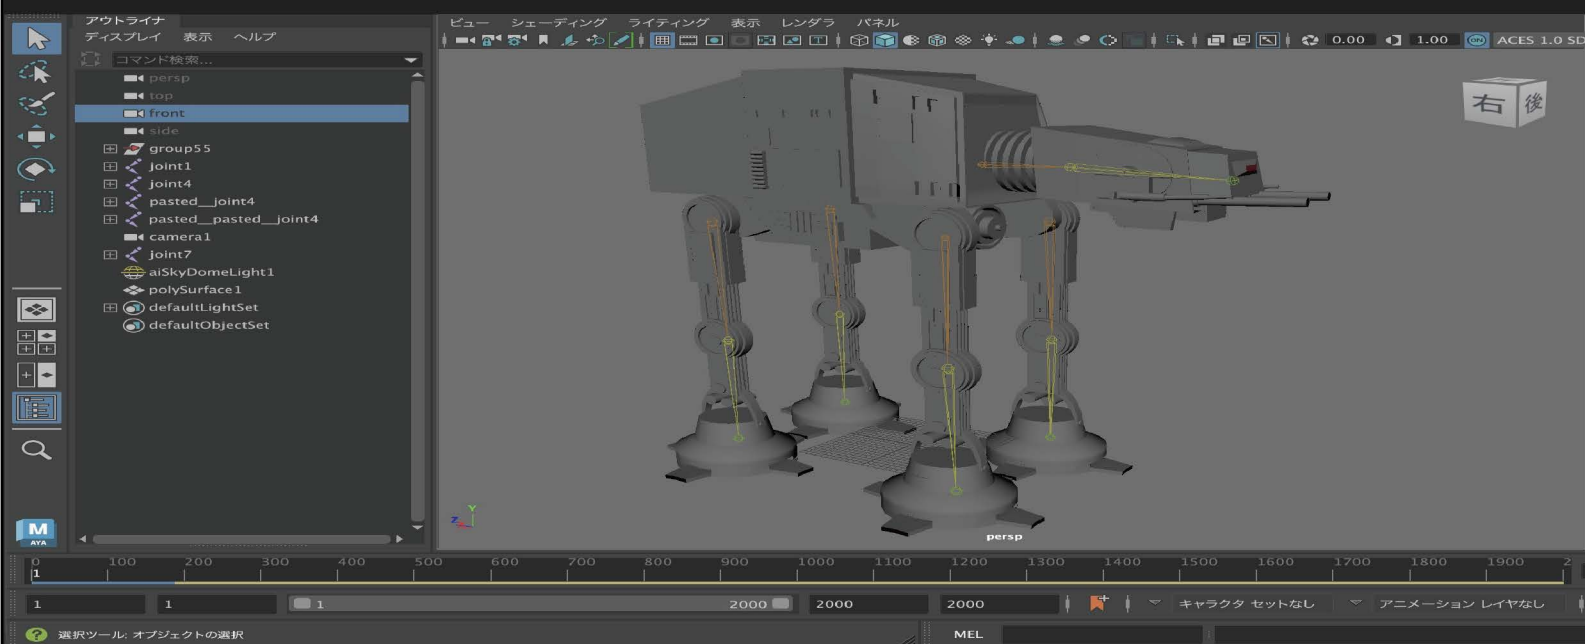 アウトライナ
ディスプレイ 表示 ヘルプ
コマンド検索...
persp
top
front
side
group55
joint1
joint4
pasted__joint4
pasted__pasted__joint4
camera1
joint7
aiSkyDomeLight1
polySurface1
defaultLightSet
defaultObjectSet
ビュー シェーディング ライティング 表示 レンダラ パネル
0.00 1.00 ON ACES 1.0 SD
右 後
Y
Z
persp
M
AYA
0 100 200 300 400 500 600 700 800 900 1000 1100 1200 1300 1400 1500 1600 1700 1800 1900 2
1
1 1 1 2000 2000 2000 キャラクタ セットなし アニメーション レイヤなし
選択ツール: オブジェクトの選択 MEL